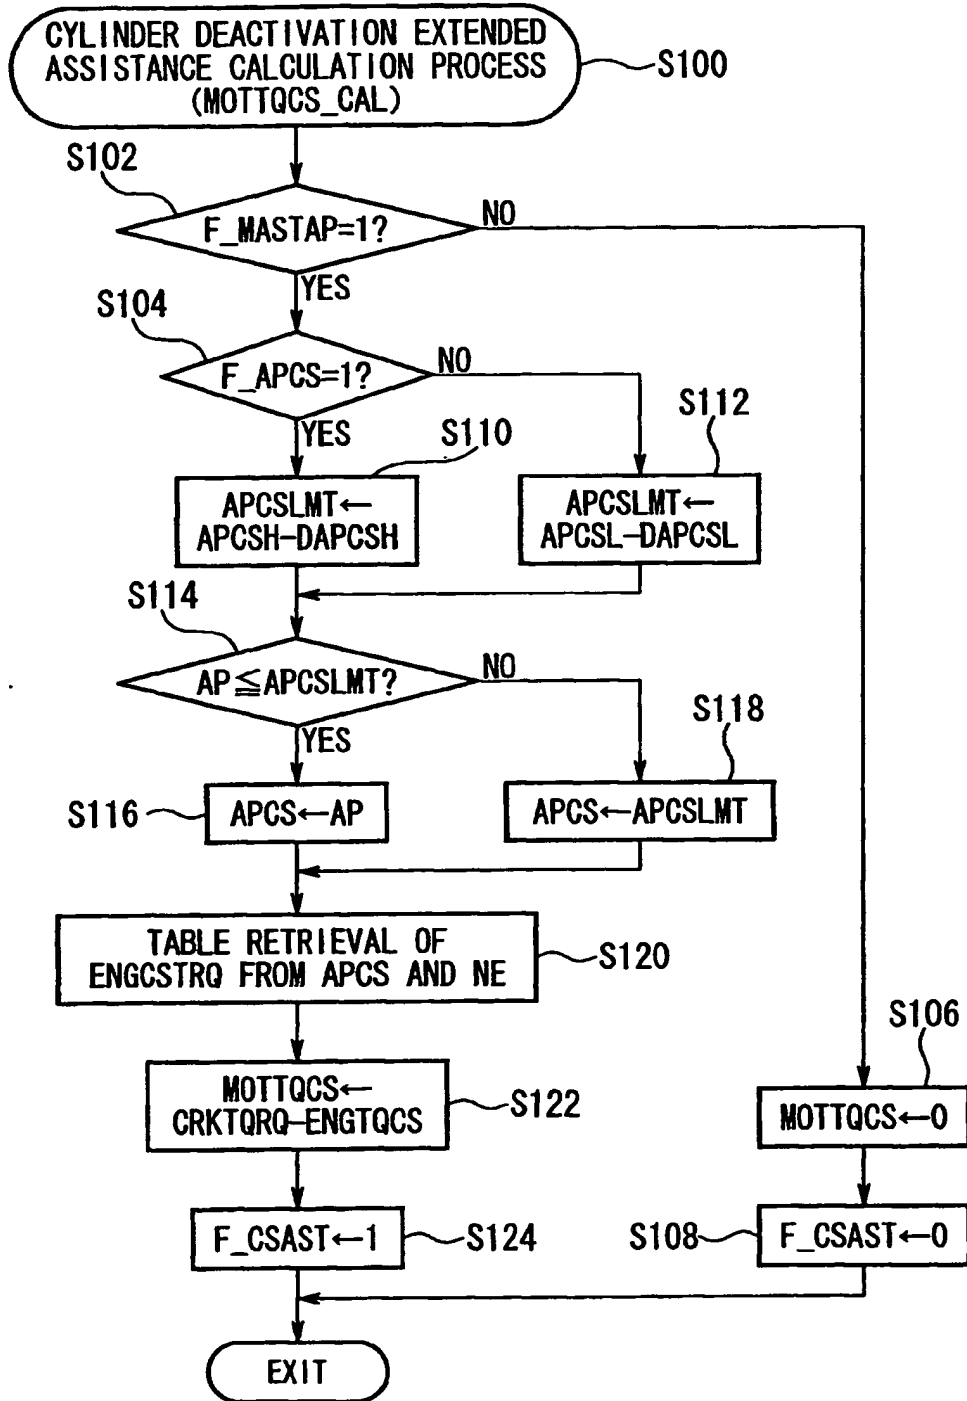 CYLINDER DEACTIVATION EXTENDED
ASSISTANCE CALCULATION PROCESS
(MOTTQCS_CAL)
S100
S102
F_MASTAP=1?
NO
YES
S104
F_APCS=1?
NO
YES
S110
S112
APCSLMT←
APCSH-DAPCSH
APCSLMT←
APCSL-DAPCSL
S114
AP≦APCSLMT?
NO
YES
S118
S116
APCS←AP
APCS←APCSLMT
TABLE RETRIEVAL OF
ENGCSTRQ FROM APCS AND NE
S120
S106
MOTTQCS←
CRKTQRQ-ENGTQCS
S122
MOTTQCS←0
F_CSAST←1
S124
S108
F_CSAST←0
EXIT